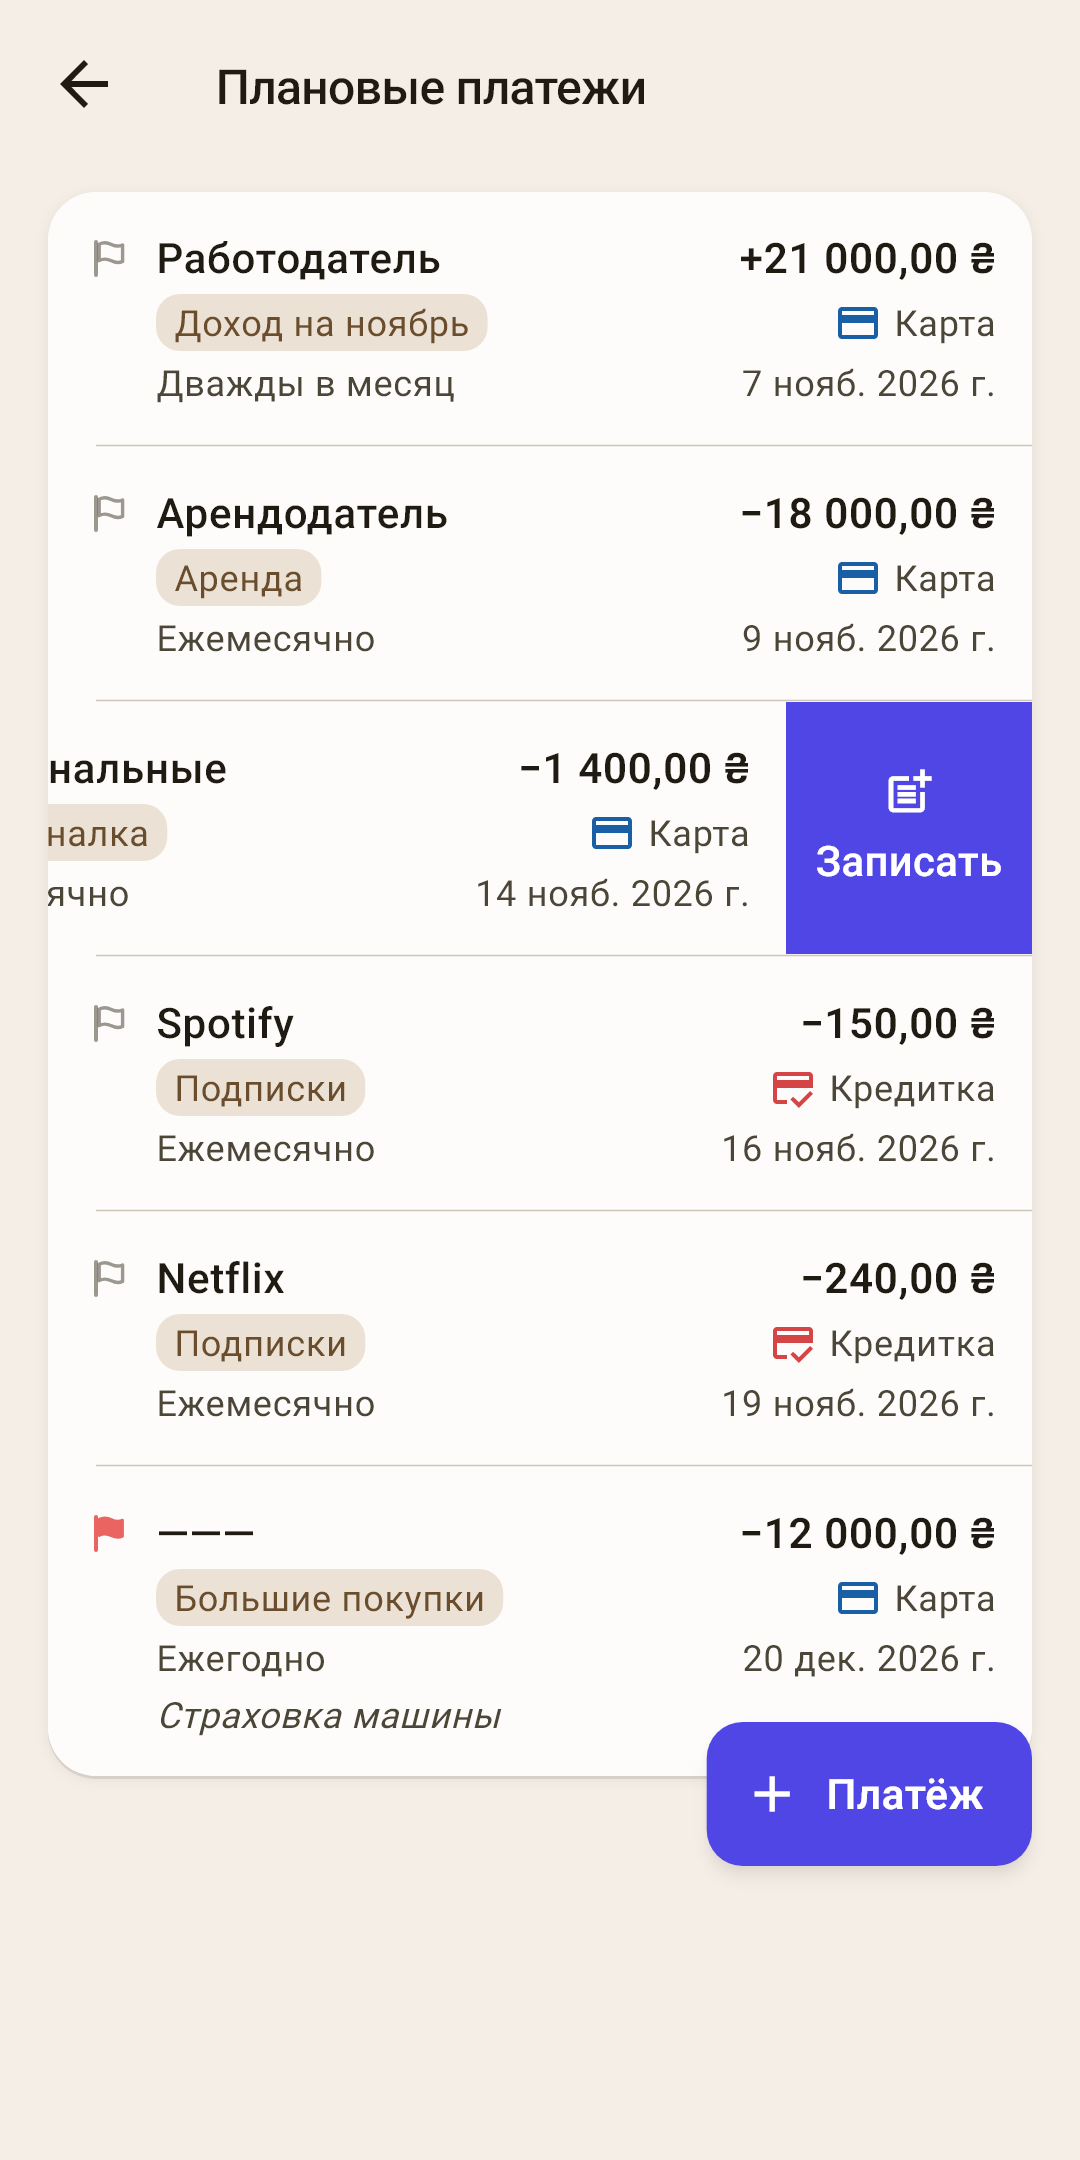 Плановые платежи
Работодатель +21 000,00 ₴
Доход на ноябрь Карта
Дважды в месяц 7 нояб. 2026 г.
Арендодатель −18 000,00 ₴
Аренда Карта
Ежемесячно 9 нояб. 2026 г.
нальные −1 400,00 ₴
налка Карта
ячно 14 нояб. 2026 г.
Записать
Spotify −150,00 ₴
Подписки Кредитка
Ежемесячно 16 нояб. 2026 г.
Netflix −240,00 ₴
Подписки Кредитка
Ежемесячно 19 нояб. 2026 г.
——— −12 000,00 ₴
Большие покупки Карта
Ежегодно 20 дек. 2026 г.
Страховка машины
+ Платёж